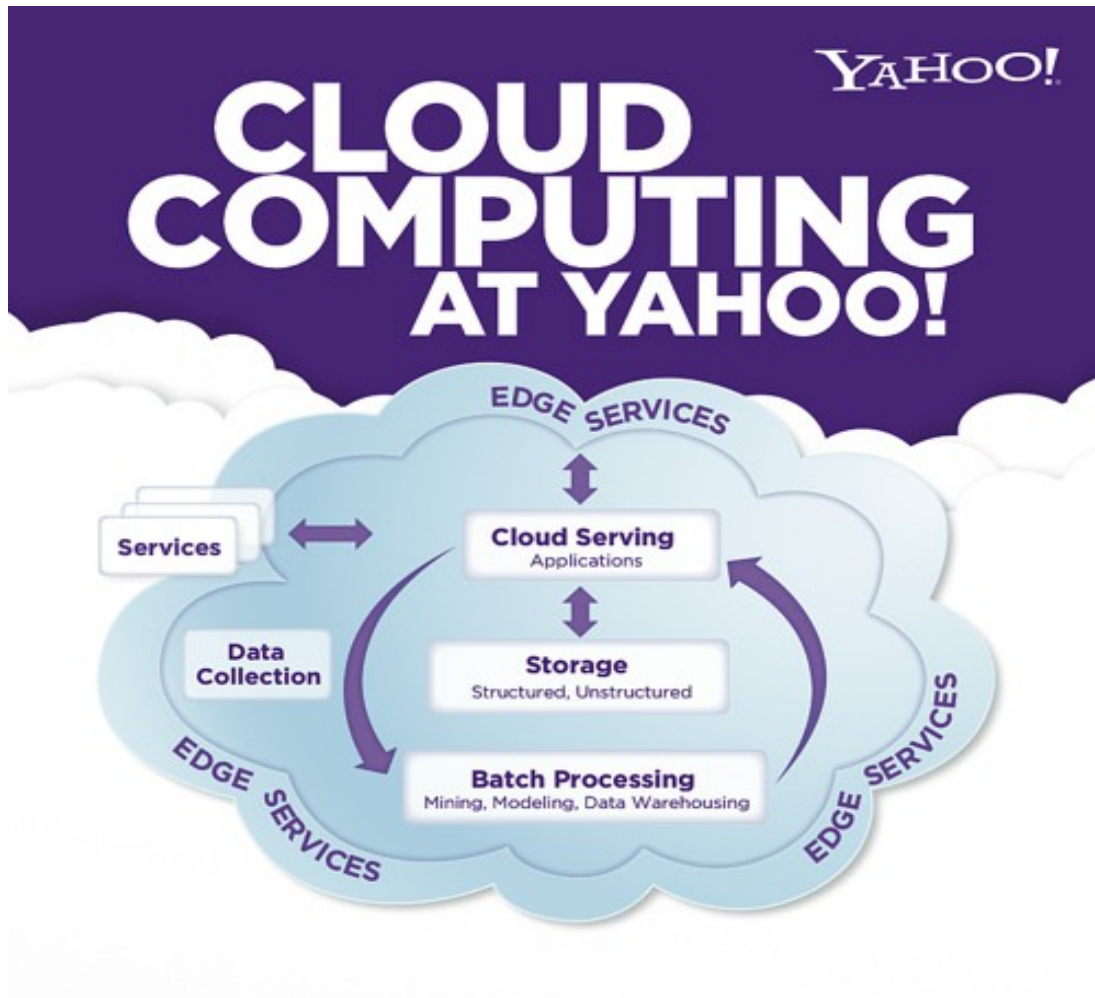 YAHOO!
CLOUD
COMPUTING
AT YAHOO!
EDGE SERVICES
Services
Cloud Serving
Applications
Data
Collection
Storage
Structured, Unstructured
Batch Processing
Mining, Modeling, Data Warehousing
EDGE SERVICES
EDGE SERVICES